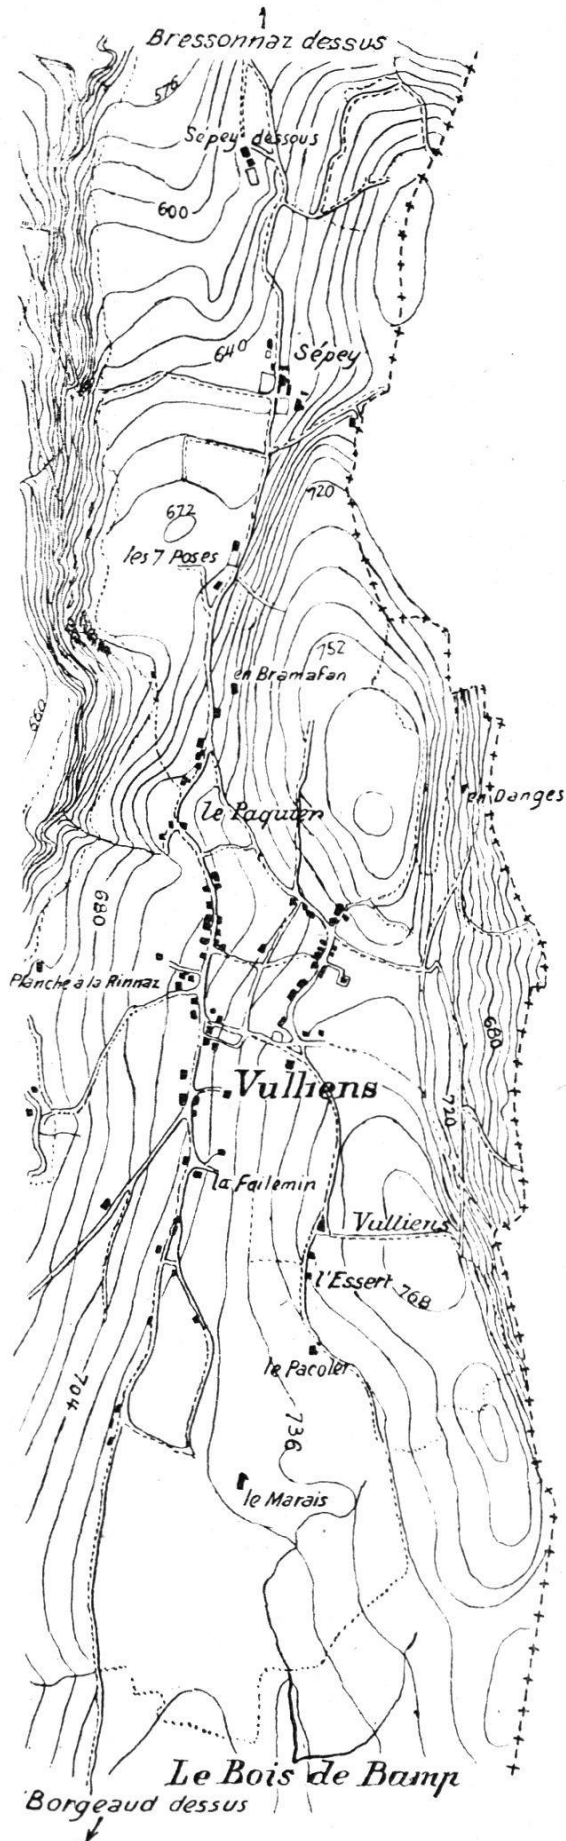 Bressonnaz dessus
576
Sépey dessous
600
640
Sépey
720
672
les 7 Poses
752
en Bramafan
660
en Danges
le Paquier
680
Planche a la Rinnaz
680
Vulliens
720
la Failemin
Vulliens
l'Essert
768
le Pacoter
704
736
le Marais
Le Bois de Bamp
Borgeaud dessus